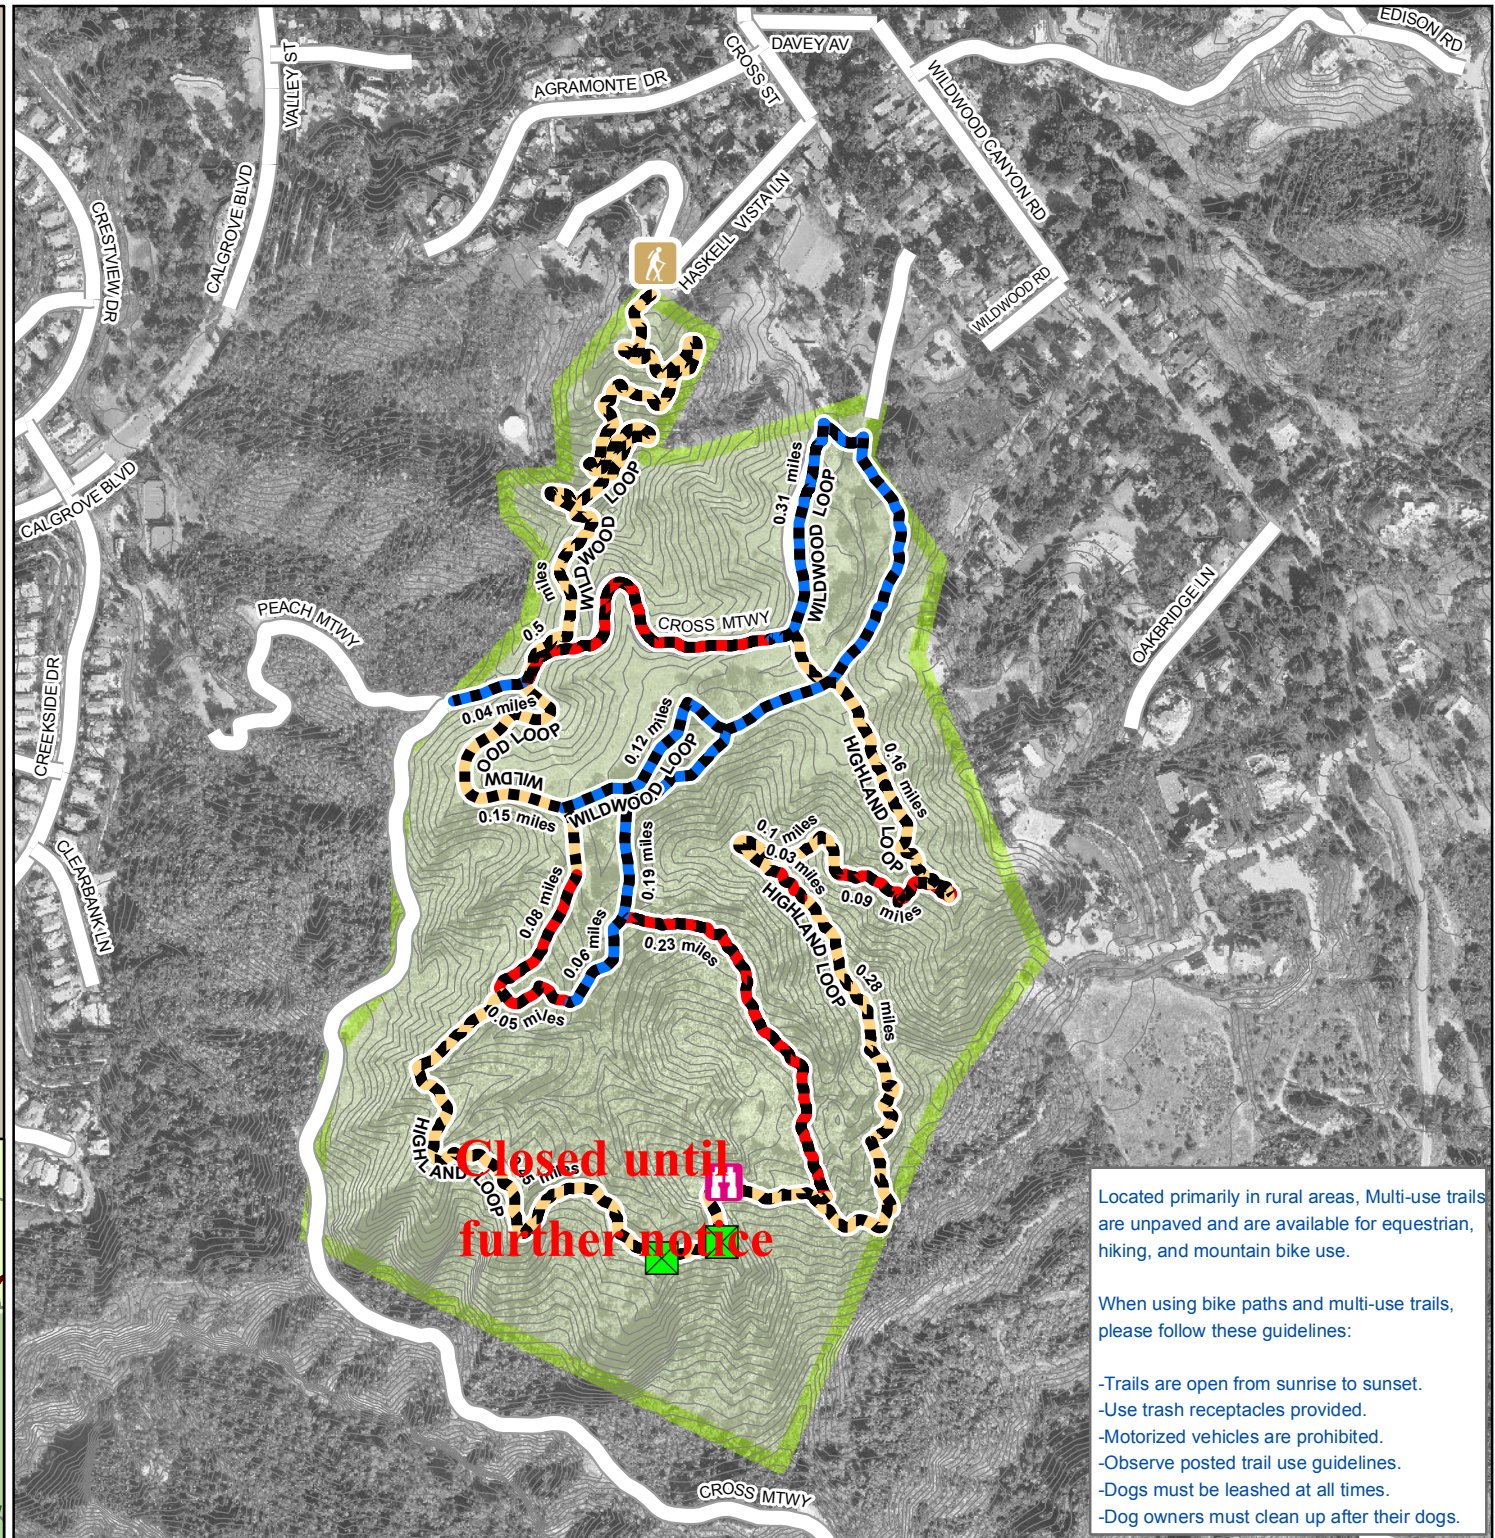 EDISON RD
DAVEY AV
CROSS ST
VALLEY ST
AGRAMONTE DR
WILDWOOD CANYON RD
CALGROVE BLVD
CRESTVIEW DR
HASKELL VISTA LN
WILDWOOD RD
CALGROVE BLVD
0.31 miles
WILDWOOD LOOP
WILDWOOD LOOP
0.5 miles
CROSS MTWY
PEACH MTWY
OAKBRIDGE LN
CREEKSIDE DR
0.04 miles
WILDWOOD LOOP
0.15 miles
0.12 miles
WILDWOOD LOOP
0.16 miles
HIGHLAND LOOP
0.1 miles
0.03 miles
0.09 miles
HIGHLAND LOOP
0.19 miles
0.08 miles
0.06 miles
0.23 miles
0.05 miles
0.28 miles
CLEARBANK LN
HIGHLAND LOOP
miles
Closed until
further notice
CROSS MTWY
Located primarily in rural areas, Multi-use trails
are unpaved and are available for equestrian,
hiking, and mountain bike use.
When using bike paths and multi-use trails,
please follow these guidelines:
-Trails are open from sunrise to sunset.
-Use trash receptacles provided.
-Motorized vehicles are prohibited.
-Observe posted trail use guidelines.
-Dogs must be leashed at all times.
-Dog owners must clean up after their dogs.